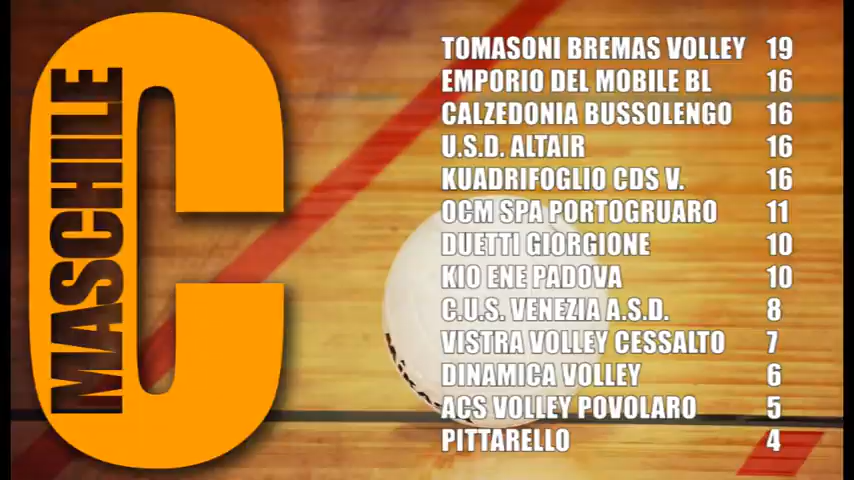 C
MASCHILE
TOMASONI BREMAS VOLLEY 19
EMPORIO DEL MOBILE BL 16
CALZEDONIA BUSSOLENGO 16
U.S.D. ALTAIR 16
KUADRIFOGLIO CDS V. 16
OCM SPA PORTOGRUARO 11
DUETTI GIORGIONE 10
KIO ENE PADOVA 10
C.U.S. VENEZIA A.S.D. 8
VISTRA VOLLEY CESSALTO 7
DINAMICA VOLLEY 6
ACS VOLLEY POVOLARO 5
PITTARELLO 4